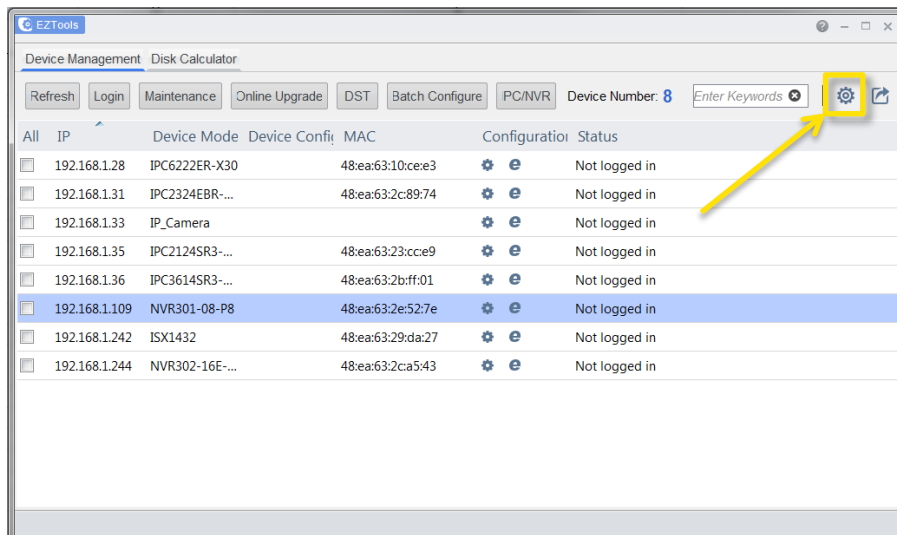 EZTools
Device Management Disk Calculator
Refresh Login Maintenance Online Upgrade DST Batch Configure PC/NVR Device Number: 8 Enter Keywords
All IP Device Mode Device Config MAC Configuration Status
192.168.1.28 IPC6222ER-X30 48:ea:63:10:ce:e3 Not logged in
192.168.1.31 IPC2324EBR-... 48:ea:63:2c:89:74 Not logged in
192.168.1.33 IP_Camera Not logged in
192.168.1.35 IPC2124SR3-... 48:ea:63:23:cc:e9 Not logged in
192.168.1.36 IPC3614SR3-... 48:ea:63:2b:ff:01 Not logged in
192.168.1.109 NVR301-08-P8 48:ea:63:2e:52:7e Not logged in
192.168.1.242 ISX1432 48:ea:63:29:da:27 Not logged in
192.168.1.244 NVR302-16E-... 48:ea:63:2c:a5:43 Not logged in